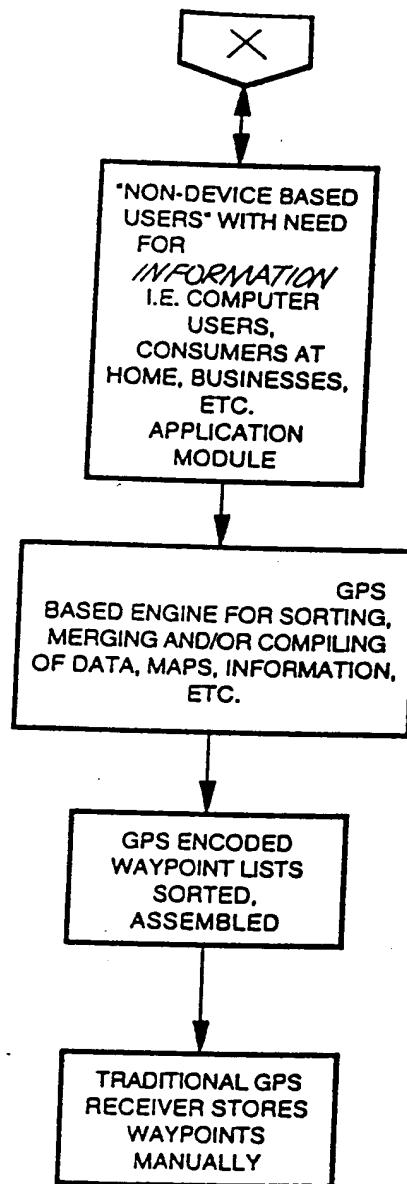 X
"NON-DEVICE BASED
USERS" WITH NEED
FOR
INFORMATION
I.E. COMPUTER
USERS,
CONSUMERS AT
HOME, BUSINESSES,
ETC.
APPLICATION
MODULE
GPS
BASED ENGINE FOR SORTING,
MERGING AND/OR COMPILING
OF DATA, MAPS, INFORMATION,
ETC.
GPS ENCODED
WAYPOINT LISTS
SORTED,
ASSEMBLED
TRADITIONAL GPS
RECEIVER STORES
WAYPOINTS
MANUALLY